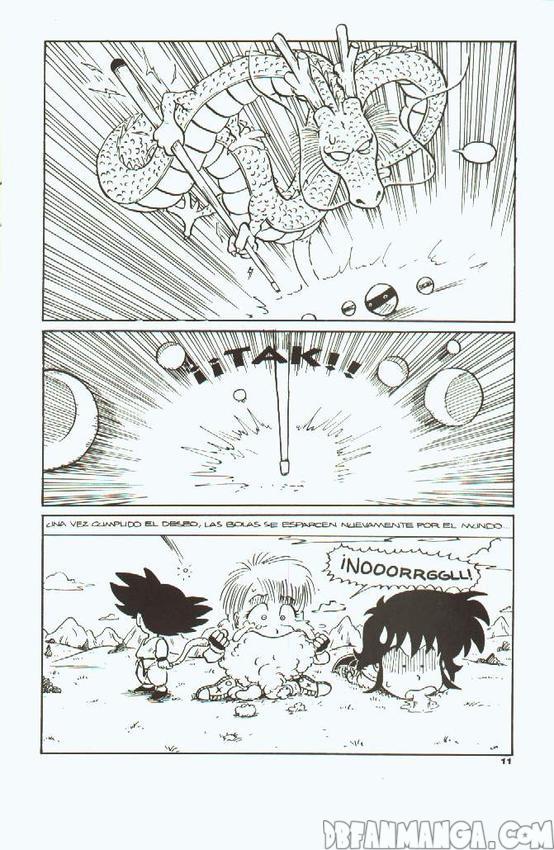 ¡¡TAK!!
UNA VEZ CUMPLIDO EL DESEO, LAS BOLAS SE ESPARCEN NUEVAMENTE POR EL MUNDO...
¡NOOORRGGLL!
11
DBFANMANGA.COM